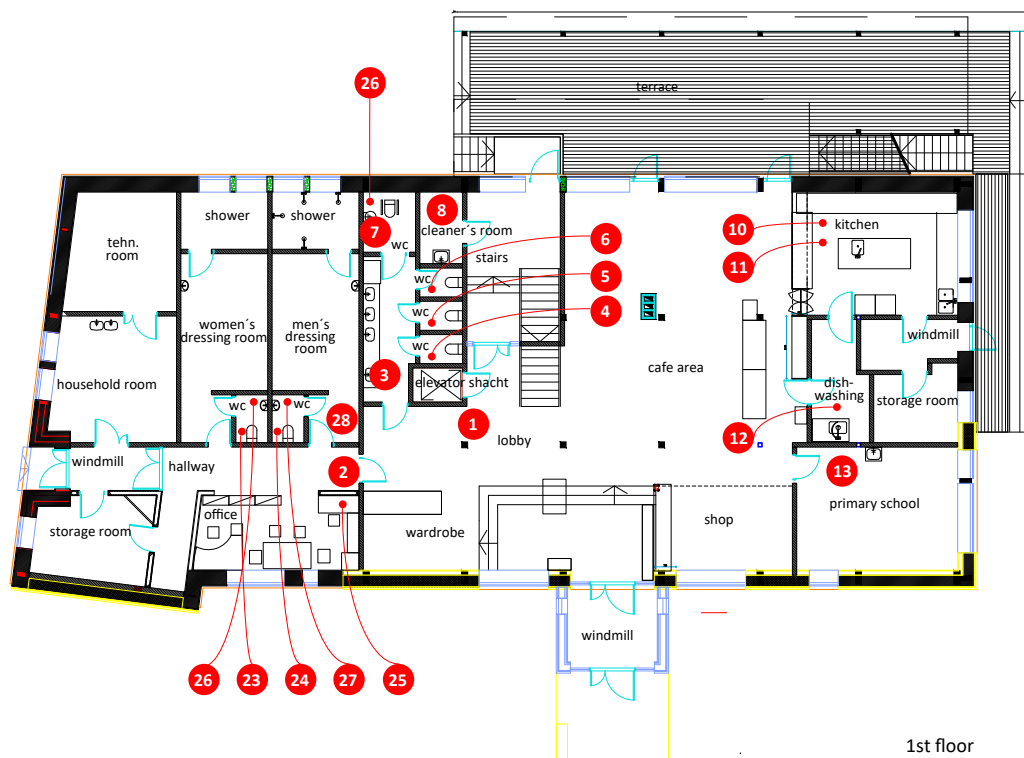 26
terrace
shower
shower
7
8
cleaner´s room
tehn.
room
wc
6
stairs
10
kitchen
11
wc
5
women´s
dressing room
men´s
dressing
room
wc
4
windmill
wc
household room
3
elevator shacht
cafe area
dish-
washing
storage room
wc
wc
28
1
lobby
12
windmill
hallway
2
13
storage room
office
wardrobe
shop
primary school
windmill
26
23
24
27
25
1st floor